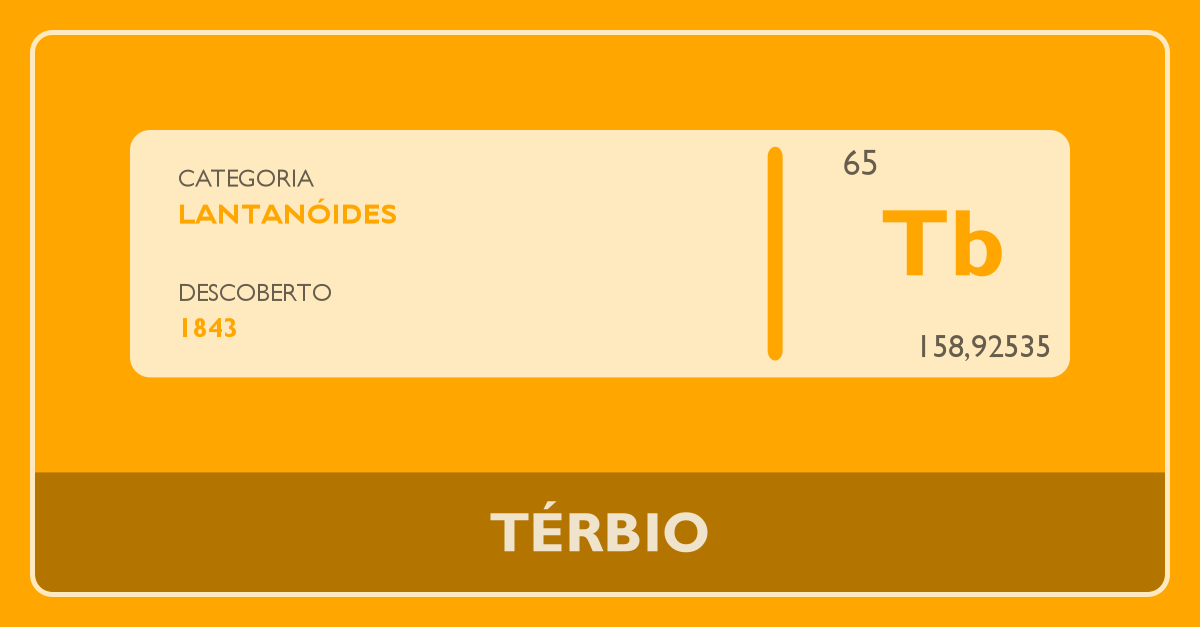 CATEGORIA
LANTANÓIDES
DESCOBERTO
1843
65
Tb
158,92535
TÉRBIO